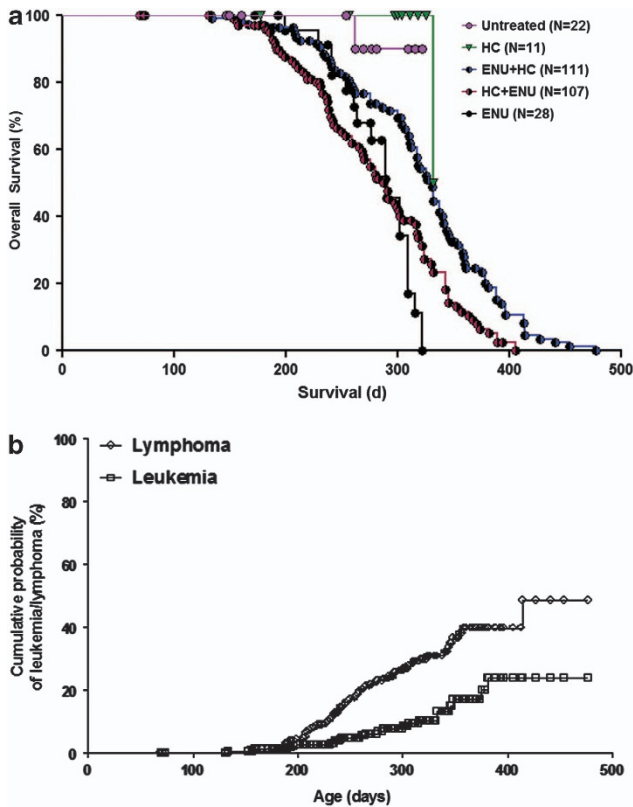 a
100
80
60
40
20
0
Overall Survival (%)
0 100 200 300 400 500
Survival (d)
Untreated (N=22)
HC (N=11)
ENU+HC (N=111)
HC+ENU (N=107)
ENU (N=28)
b
100
80
60
40
20
0
Cumulative probability
of leukemia/lymphoma (%)
Lymphoma
Leukemia
0 100 200 300 400 500
Age (days)